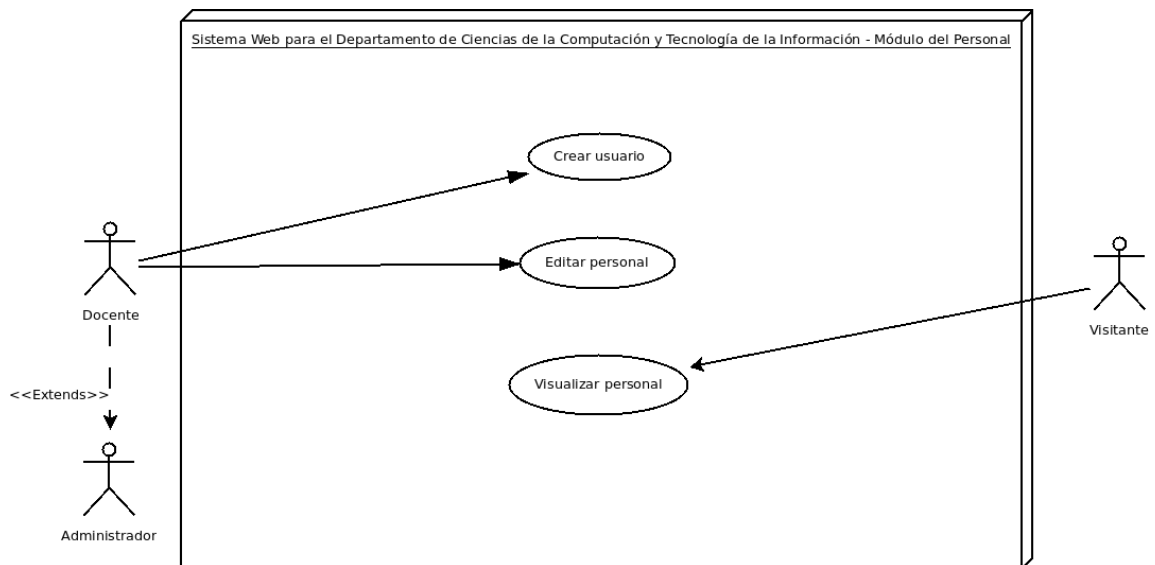 Sistema Web para el Departamento de Ciencias de la Computación y Tecnología de la Información - Módulo del Personal
Crear usuario
Editar personal
Docente
Visitante
Visualizar personal
<<Extends>>
Administrador